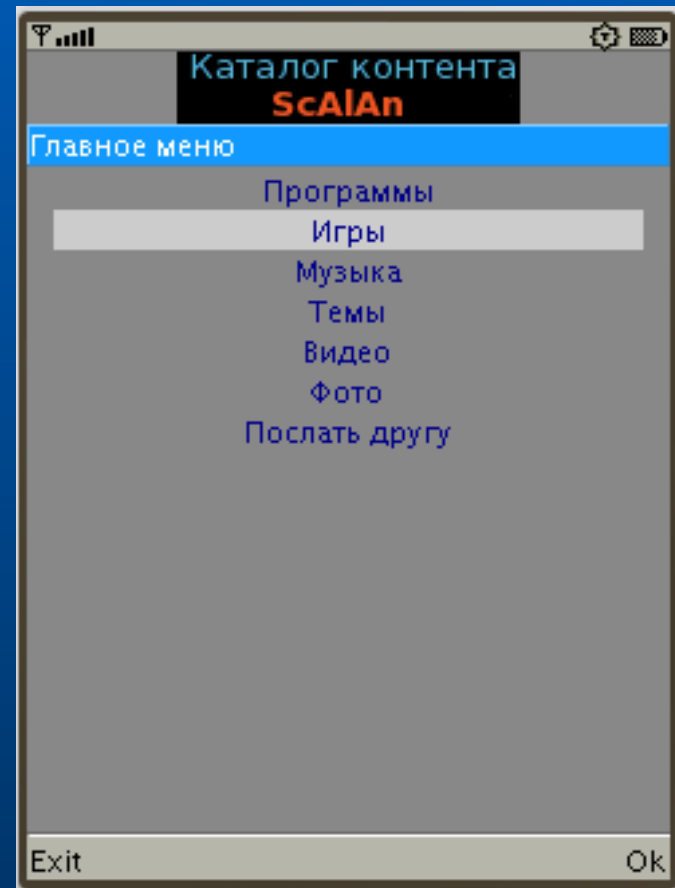 Каталог контента
ScAlAn
Главное меню
Программы
Игры
Музыка
Темы
Видео
Фото
Послать другу
Exit Ok